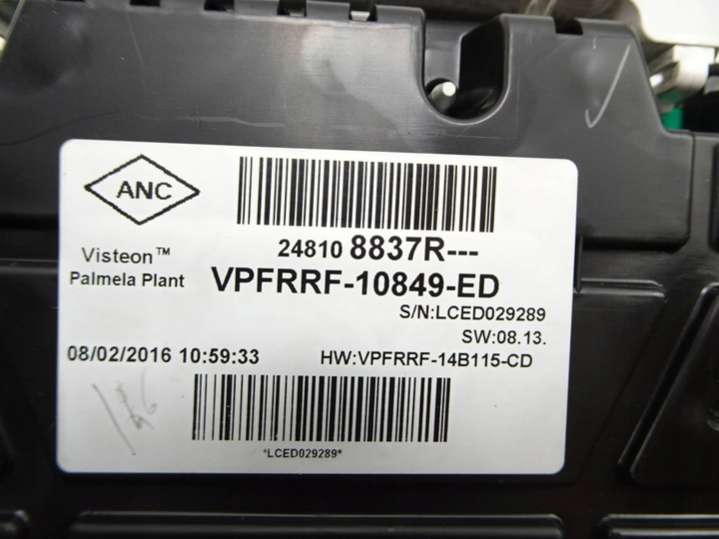 ANC
24810 8837R---
Visteon™
Palmela Plant
VPFRRF-10849-ED
S/N:LCED029289
SW:08.13.
08/02/2016 10:59:33
HW:VPFRRF-14B115-CD
*LCED029289*